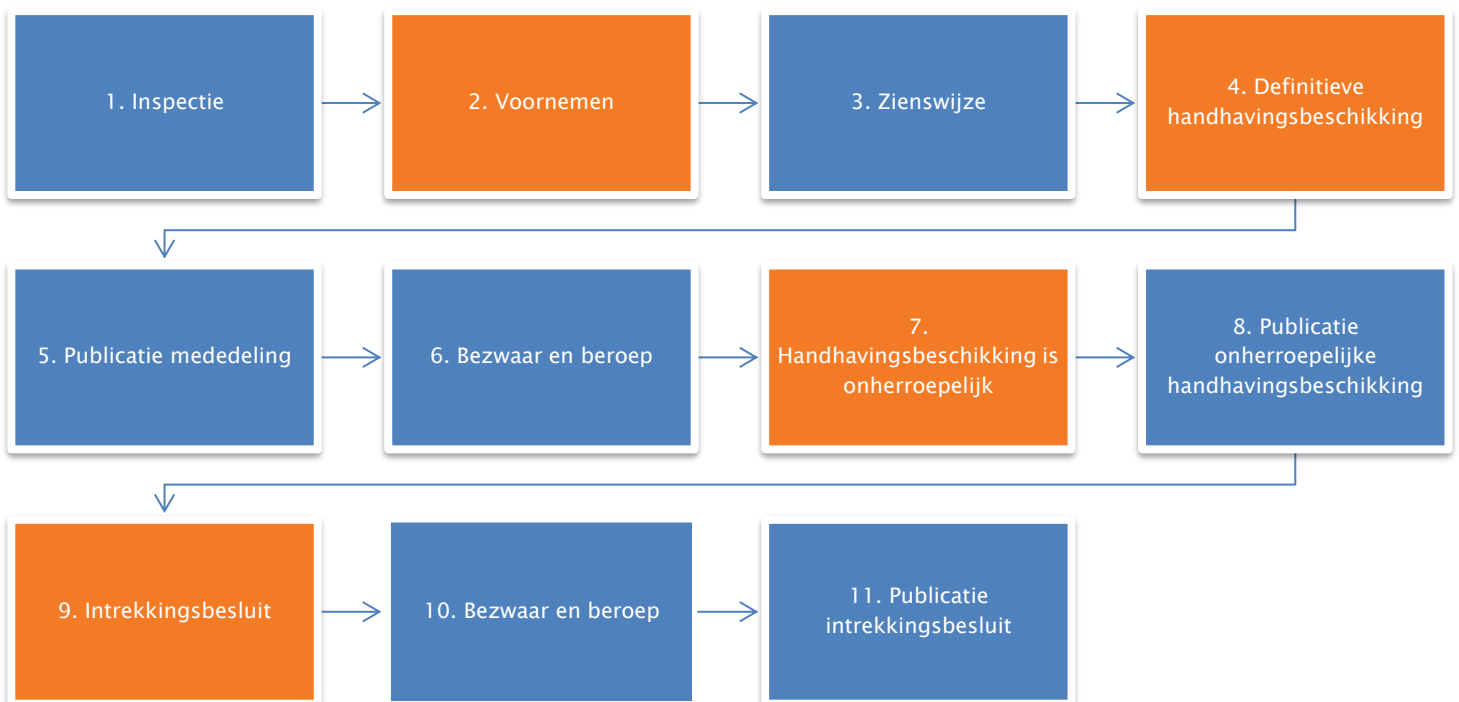 1. Inspectie
2. Voornemen
3. Zienswijze
4. Definitieve
handhavingsbeschikking
5. Publicatie mededeling
6. Bezwaar en beroep
7.
Handhavingsbeschikking is
onherroepelijk
8. Publicatie
onherroepelijke
handhavingsbeschikking
9. Intrekkingsbesluit
10. Bezwaar en beroep
11. Publicatie
intrekkingsbesluit